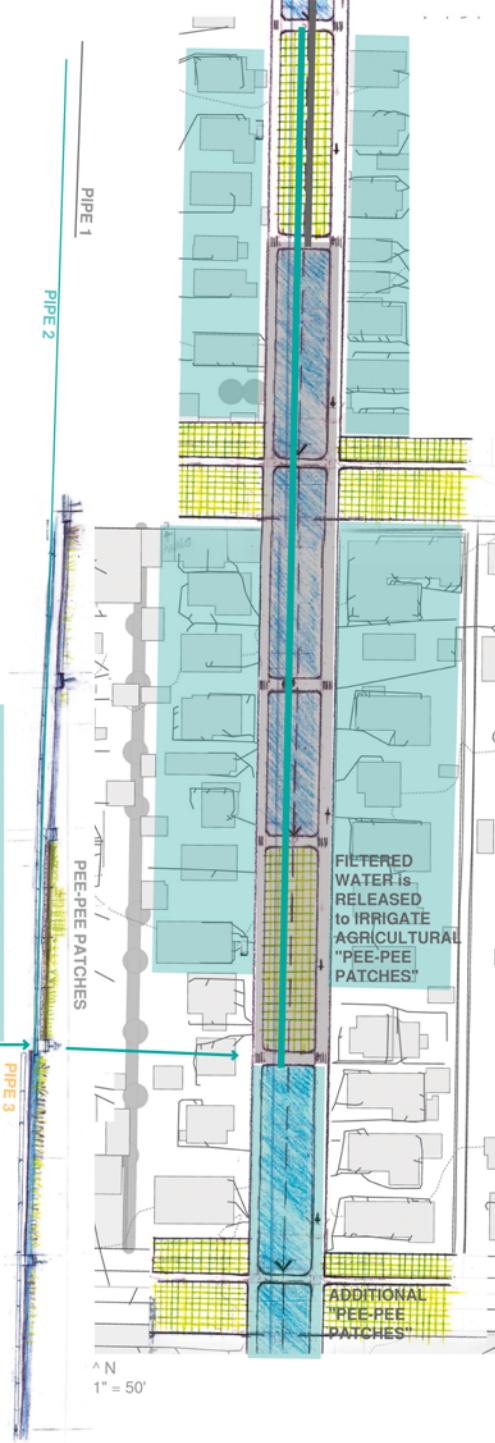 PIPE 1
PIPE 2
PEE-PEE PATCHES
PIPE 3
FILTERED
WATER is
RELEASED
to IRRIGATE
AGRICULTURAL
"PEE-PEE
PATCHES"
ADDITIONAL
"PEE-PEE
PATCHES"
^ N
1" = 50'